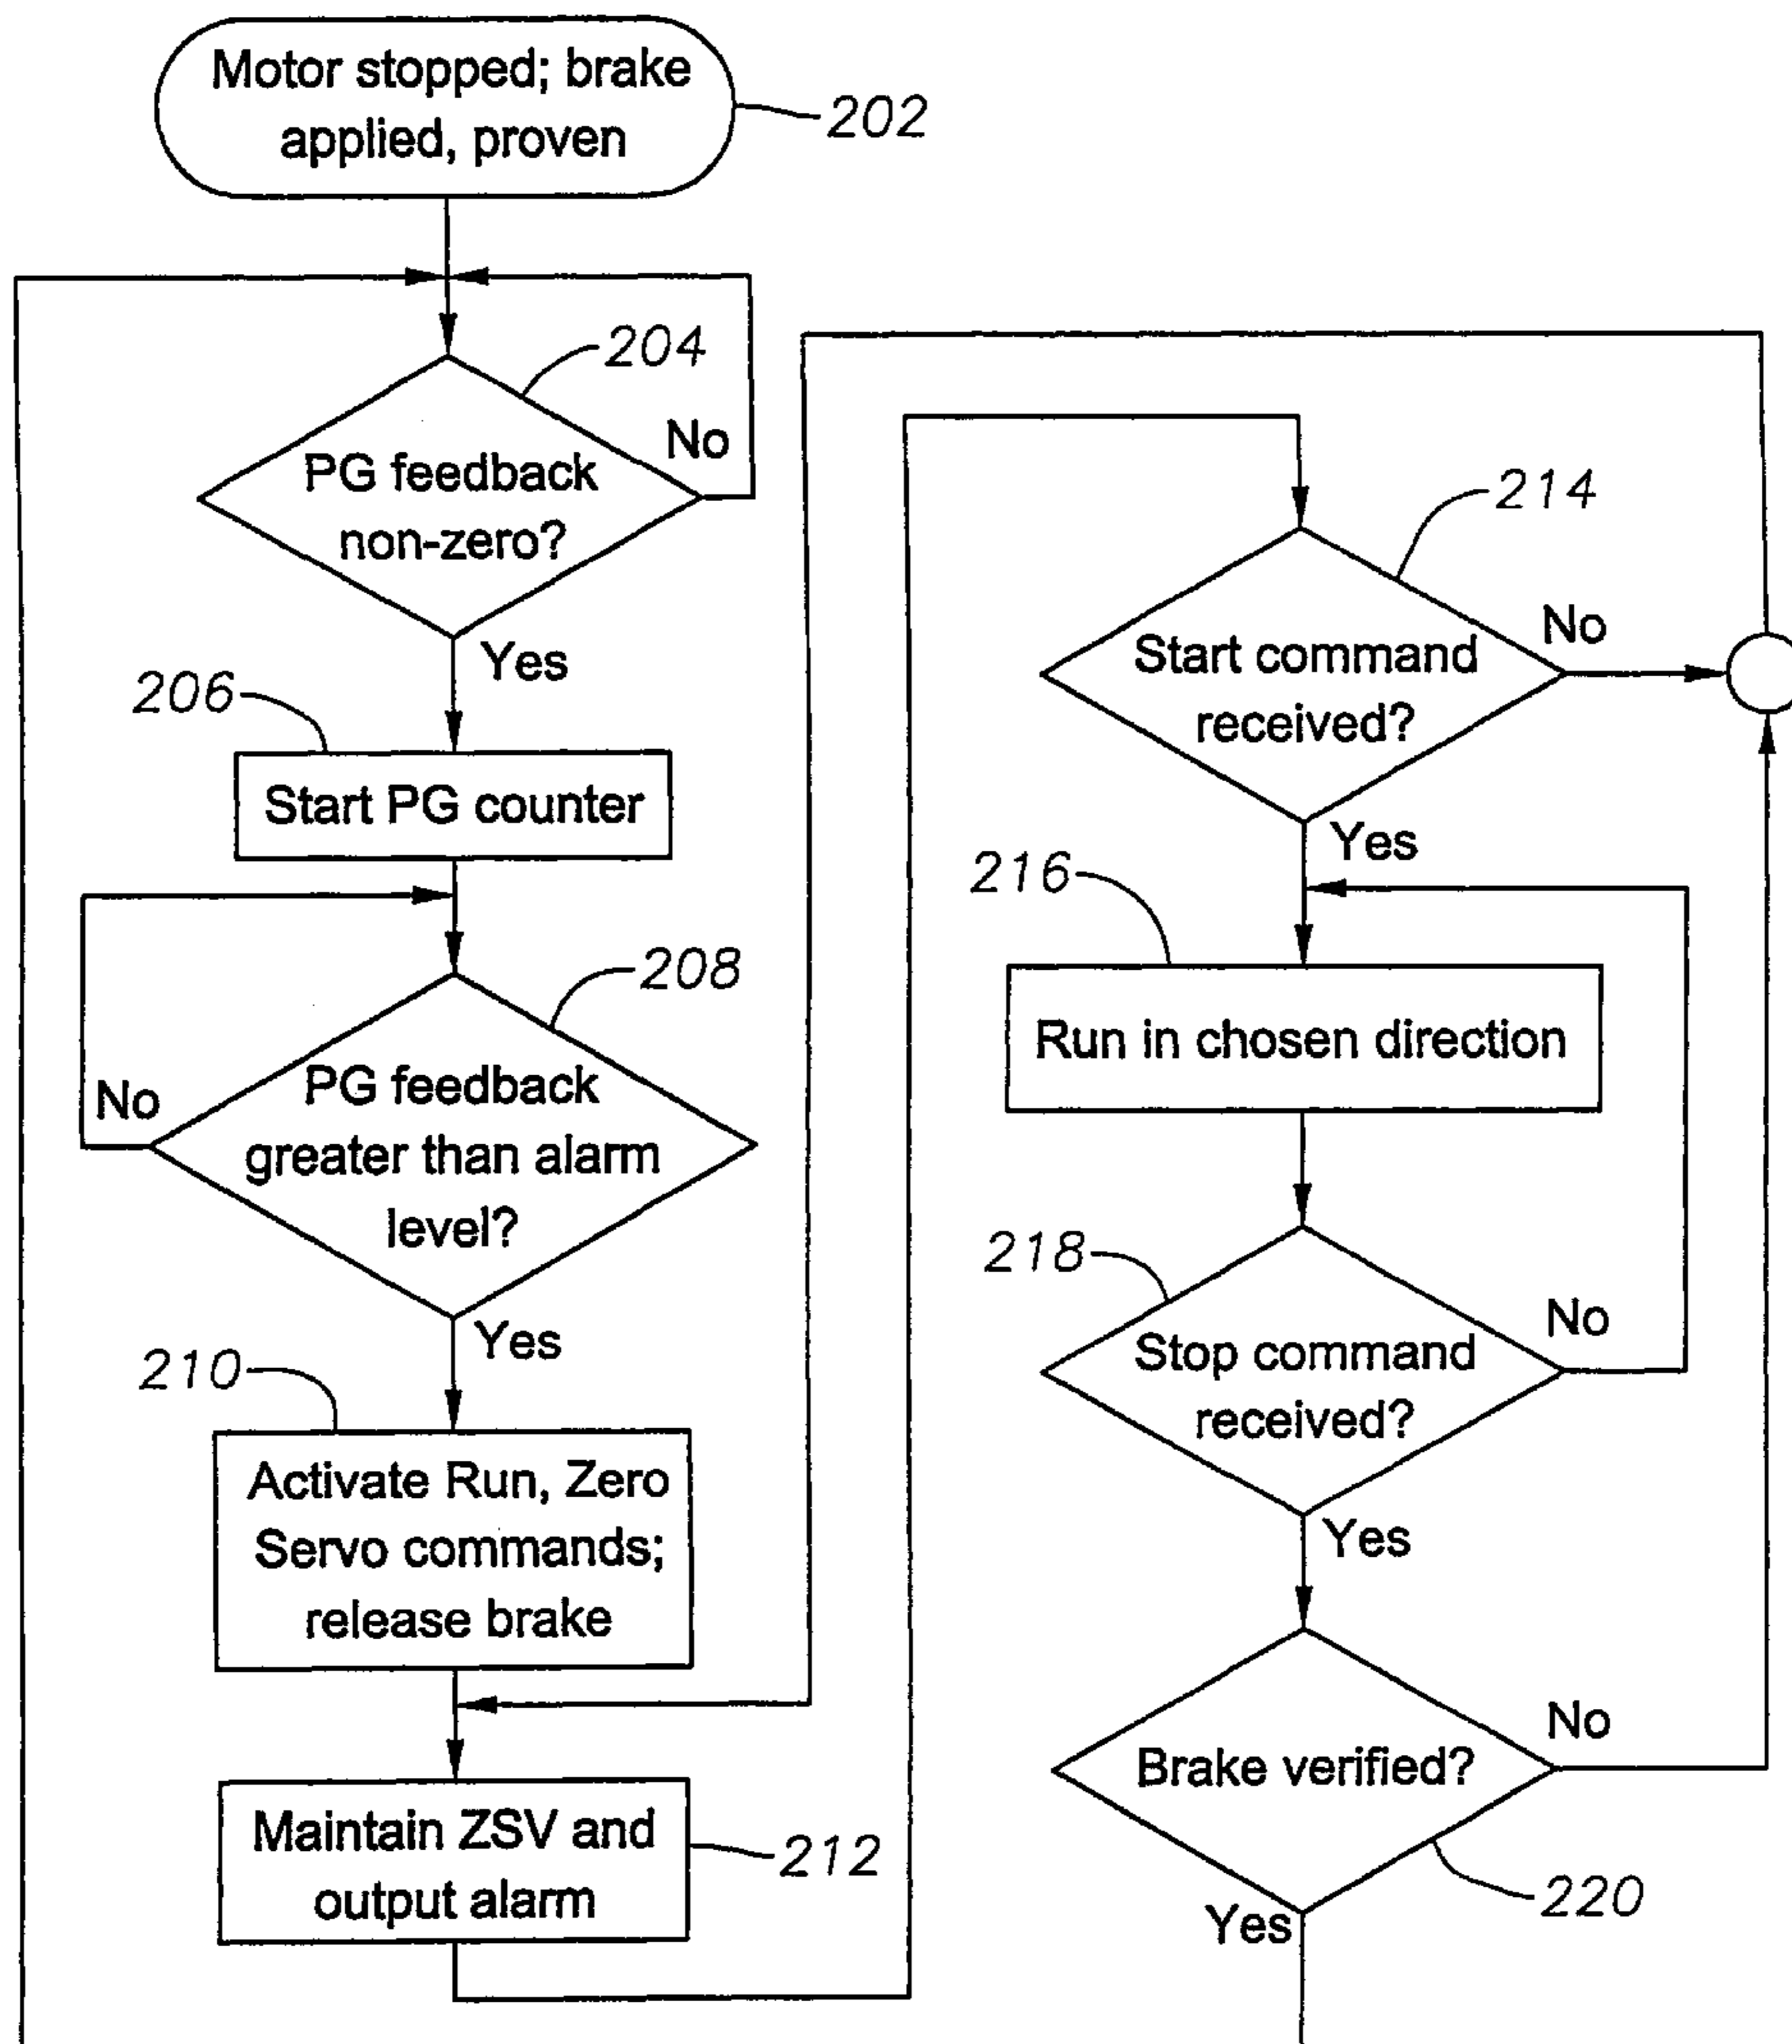 Motor stopped; brake
applied, proven
202
204
PG feedback
non-zero?
No
Yes
206
Start PG counter
208
PG feedback
greater than alarm
level?
No
Yes
210
Activate Run, Zero
Servo commands;
release brake
Maintain ZSV and
output alarm
212
214
Start command
received?
No
Yes
216
Run in chosen direction
218
Stop command
received?
No
Yes
Brake verified?
No
220
Yes